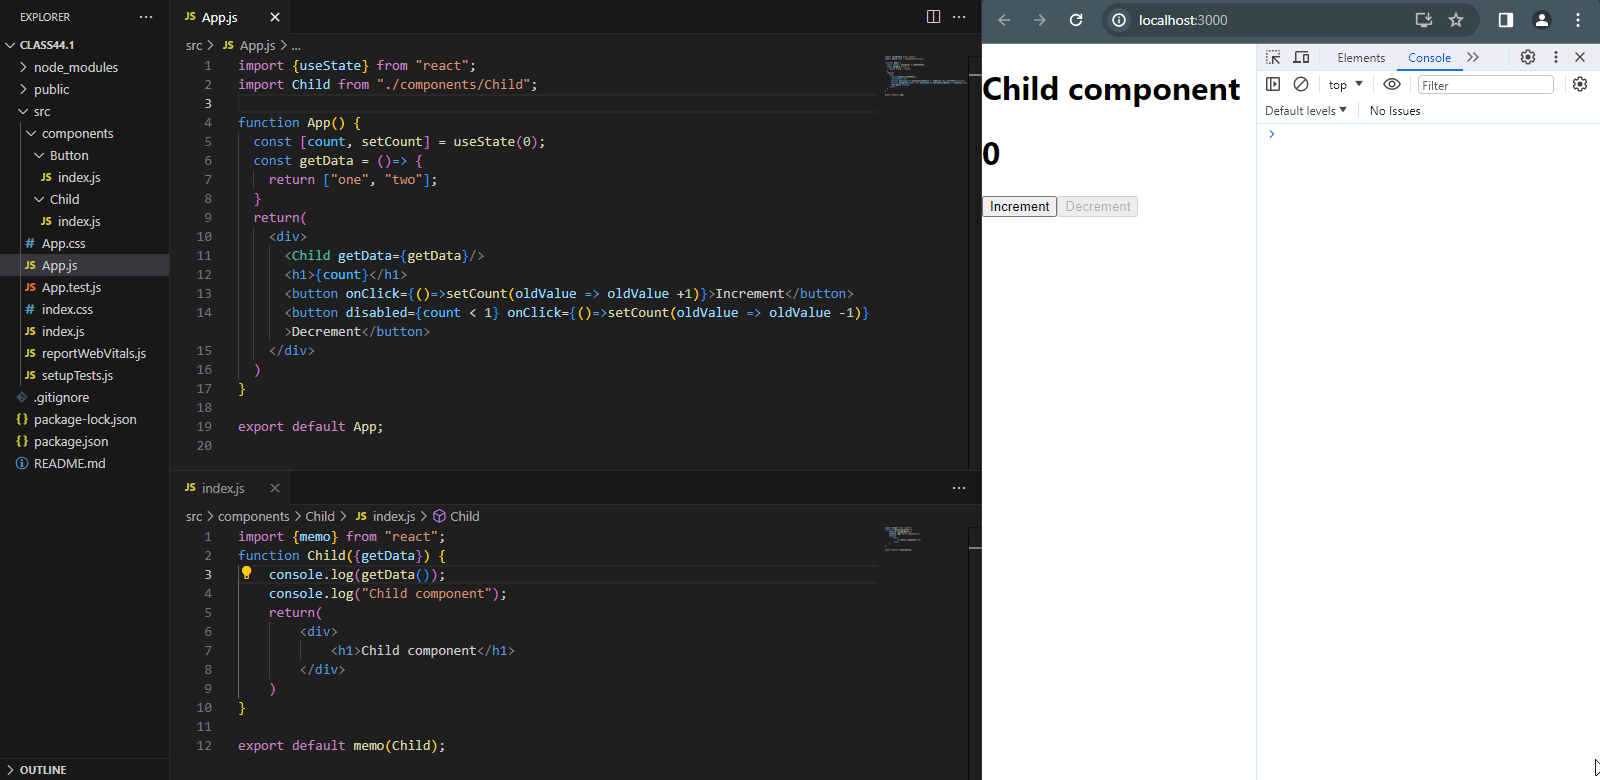 EXPLORER
CLASS44.1
node_modules
public
src
components
Button
JS index.js
Child
JS index.js
# App.css
JS App.js
JS App.test.js
# index.css
JS index.js
JS reportWebVitals.js
JS setupTests.js
.gitignore
{} package-lock.json
{} package.json
README.md
OUTLINE
JS App.js
src > JS App.js > ...
1 import {useState} from "react";
2 import Child from "./components/Child";
3
4 function App() {
5 const [count, setCount] = useState(0);
6 const getData = ()=> {
7 return ["one", "two"];
8 }
9 return(
10 <div>
11 <Child getData={getData}/>
12 <h1>{count}</h1>
13 <button onClick={()=>setCount(oldValue => oldValue +1)}>Increment</button>
14 <button disabled={count < 1} onClick={()=>setCount(oldValue => oldValue -1)}
>Decrement</button>
15 </div>
16 )
17 }
18
19 export default App;
20
JS index.js
src > components > Child > JS index.js > Child
1 import {memo} from "react";
2 function Child({getData}) {
3 console.log(getData());
4 console.log("Child component");
5 return(
6 <div>
7 <h1>Child component</h1>
8 </div>
9 )
10 }
11
12 export default memo(Child);
localhost:3000
Child component
0
Increment Decrement
Elements Console
top Filter
Default levels No Issues